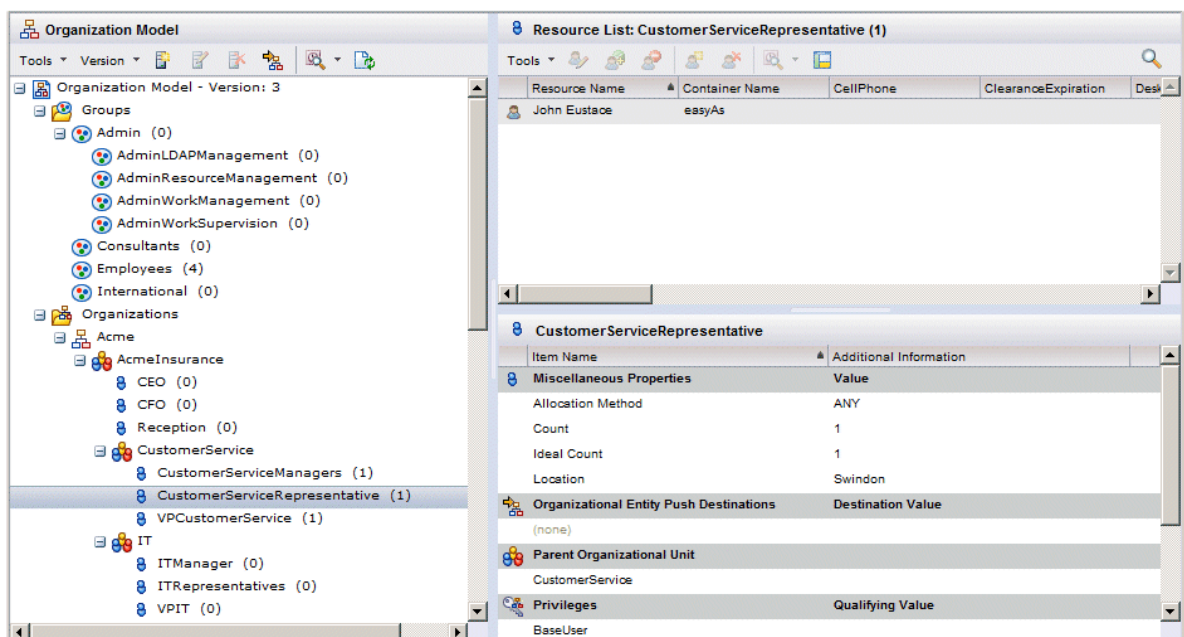 Organization Model
Tools Version
Organization Model - Version: 3
Groups
Admin (0)
AdminLDAPManagement (0)
AdminResourceManagement (0)
AdminWorkManagement (0)
AdminWorkSupervision (0)
Consultants (0)
Employees (4)
International (0)
Organizations
Acme
AcmeInsurance
CEO (0)
CFO (0)
Reception (0)
CustomerService
CustomerServiceManagers (1)
CustomerServiceRepresentative (1)
VPCustomerService (1)
IT
ITManager (0)
ITRepresentatives (0)
VPIT (0)
Resource List: CustomerServiceRepresentative (1)
Tools
Resource Name Container Name CellPhone ClearanceExpiration Desk
John Eustace easyAs
CustomerServiceRepresentative
Item Name Additional Information
Miscellaneous Properties Value
Allocation Method ANY
Count 1
Ideal Count 1
Location Swindon
Organizational Entity Push Destinations Destination Value
(none)
Parent Organizational Unit
CustomerService
Privileges Qualifying Value
BaseUser